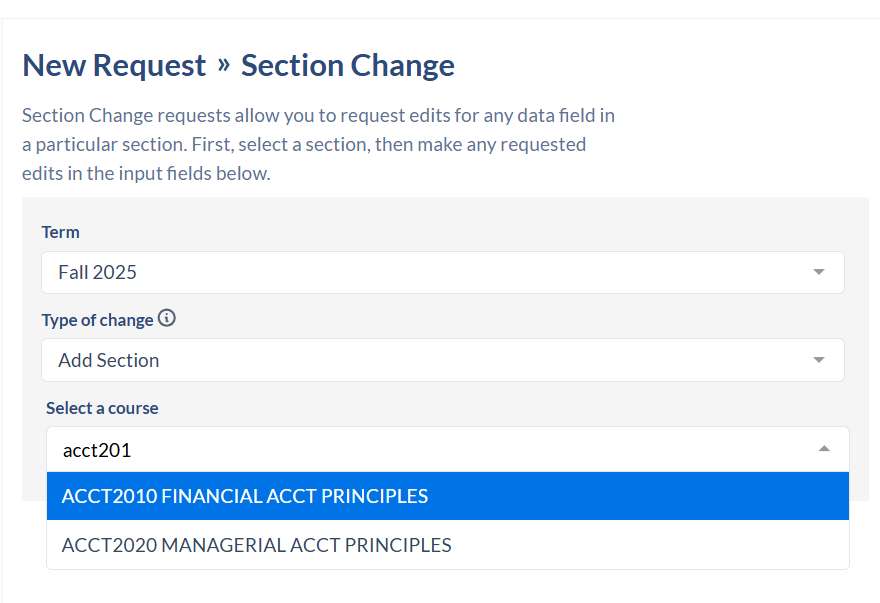 New Request » Section Change
Section Change requests allow you to request edits for any data field in
a particular section. First, select a section, then make any requested
edits in the input fields below.
Term
Fall 2025
Type of change
Add Section
Select a course
acct201
ACCT2010 FINANCIAL ACCT PRINCIPLES
ACCT2020 MANAGERIAL ACCT PRINCIPLES